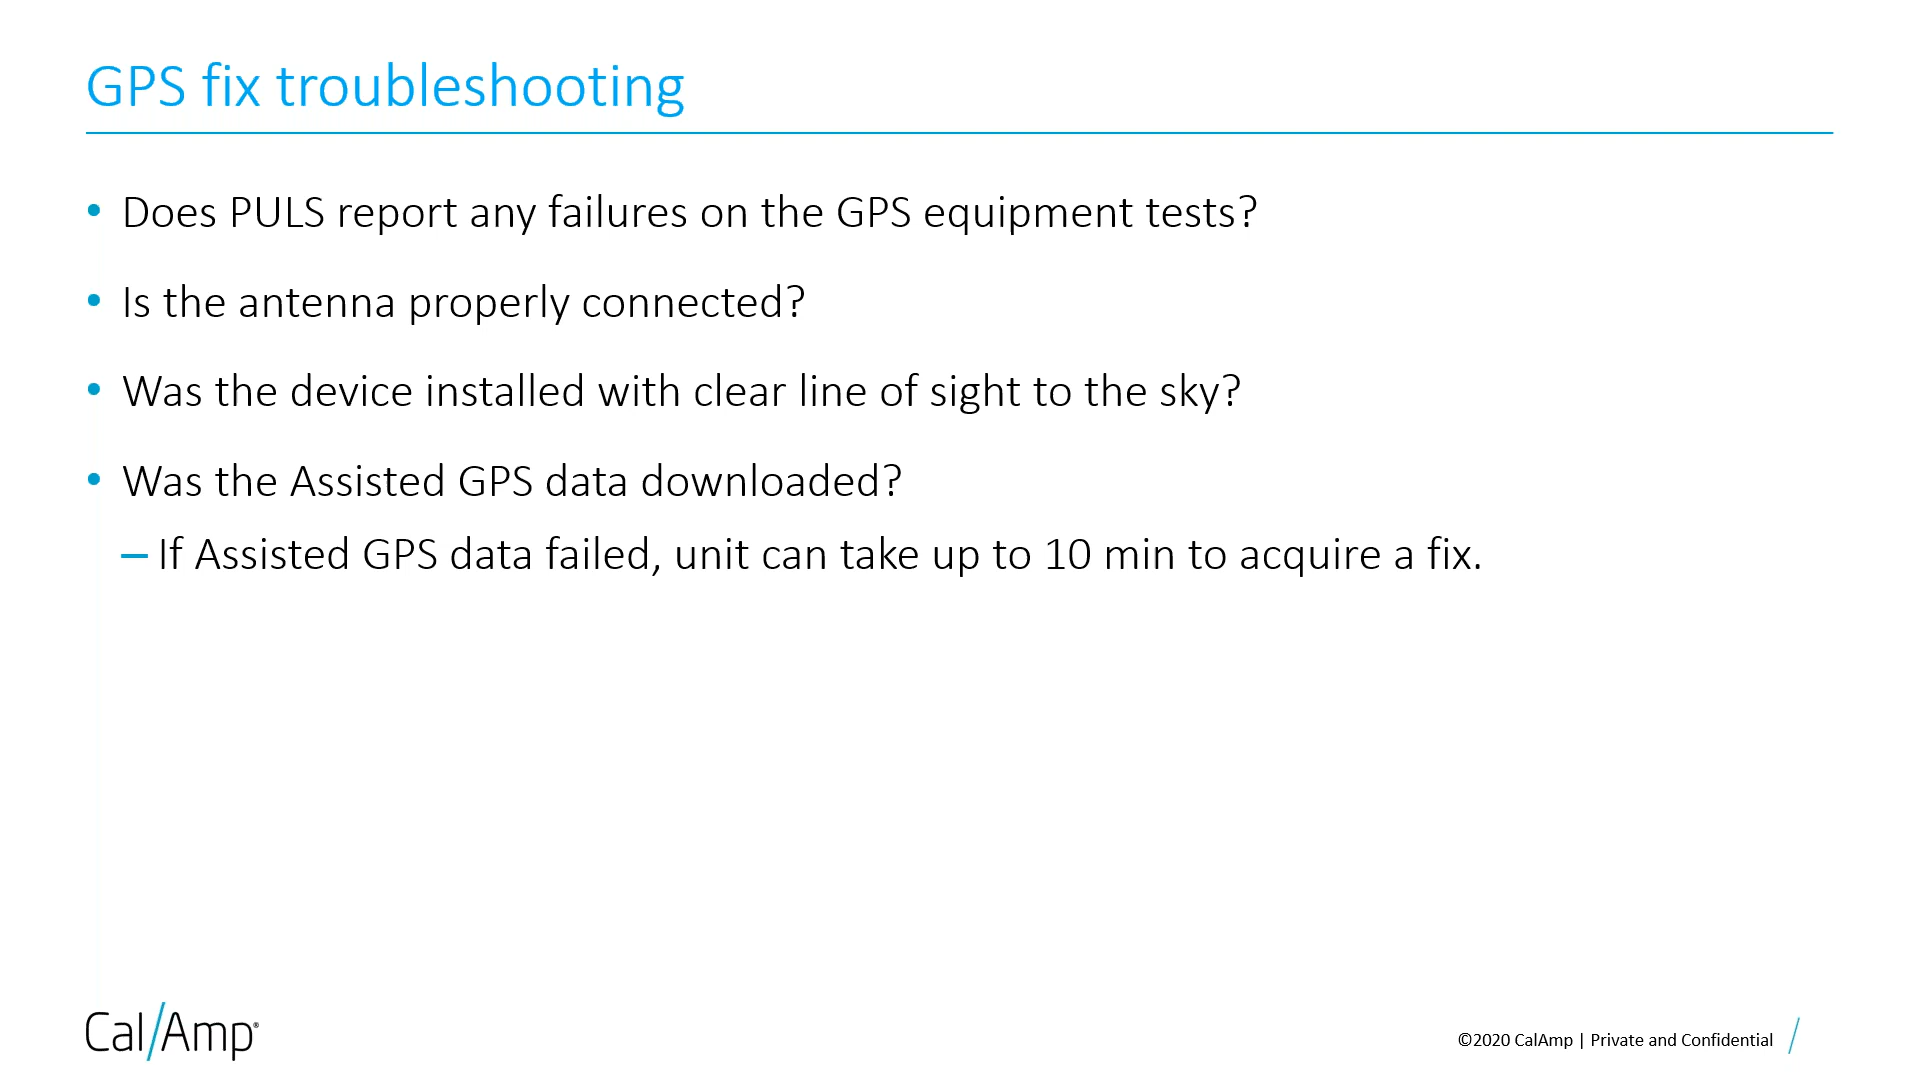 GPS fix troubleshooting
• Does PULS report any failures on the GPS equipment tests?
• Is the antenna properly connected?
• Was the device installed with clear line of sight to the sky?
• Was the Assisted GPS data downloaded?
– If Assisted GPS data failed, unit can take up to 10 min to acquire a fix.
Cal/Amp®
©2020 CalAmp | Private and Confidential